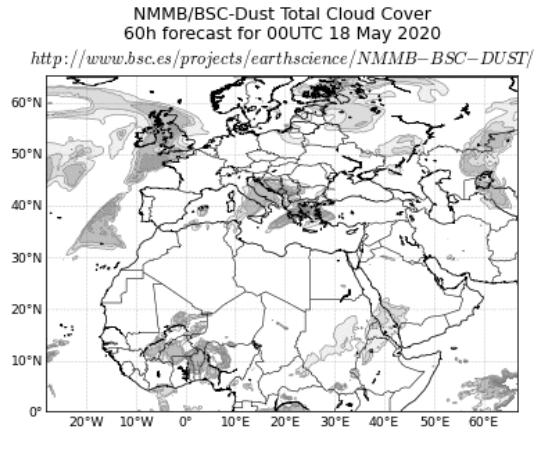 NMMB/BSC-Dust Total Cloud Cover
60h forecast for 00UTC 18 May 2020
http://www.bsc.es/projects/earthscience/NMMB−BSC−DUST/
60°N
50°N
40°N
30°N
20°N
10°N
0°
20°W 10°W 0° 10°E 20°E 30°E 40°E 50°E 60°E